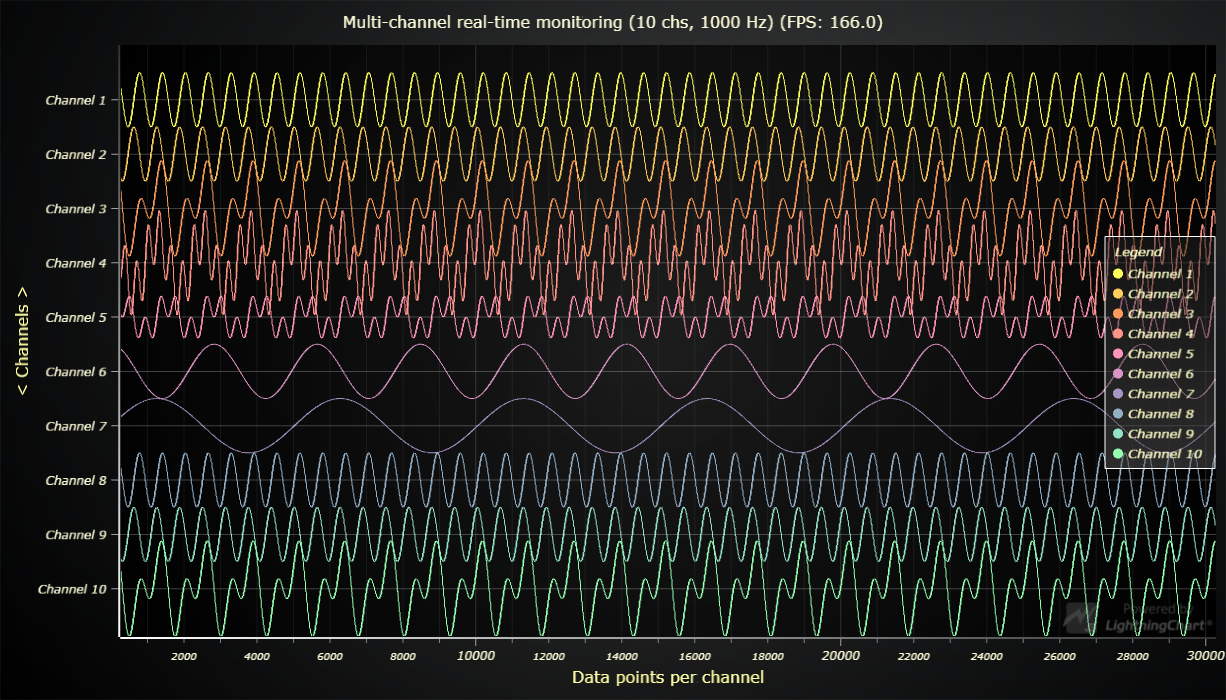 Multi-channel real-time monitoring (10 chs, 1000 Hz) (FPS: 166.0)
< Channels >
Channel 1
Channel 2
Channel 3
Channel 4
Channel 5
Channel 6
Channel 7
Channel 8
Channel 9
Channel 10
Legend
Channel 1
Channel 2
Channel 3
Channel 4
Channel 5
Channel 6
Channel 7
Channel 8
Channel 9
Channel 10
Powered by
LightningChart®
2000 4000 6000 8000 10000 12000 14000 16000 18000 20000 22000 24000 26000 28000 30000
Data points per channel